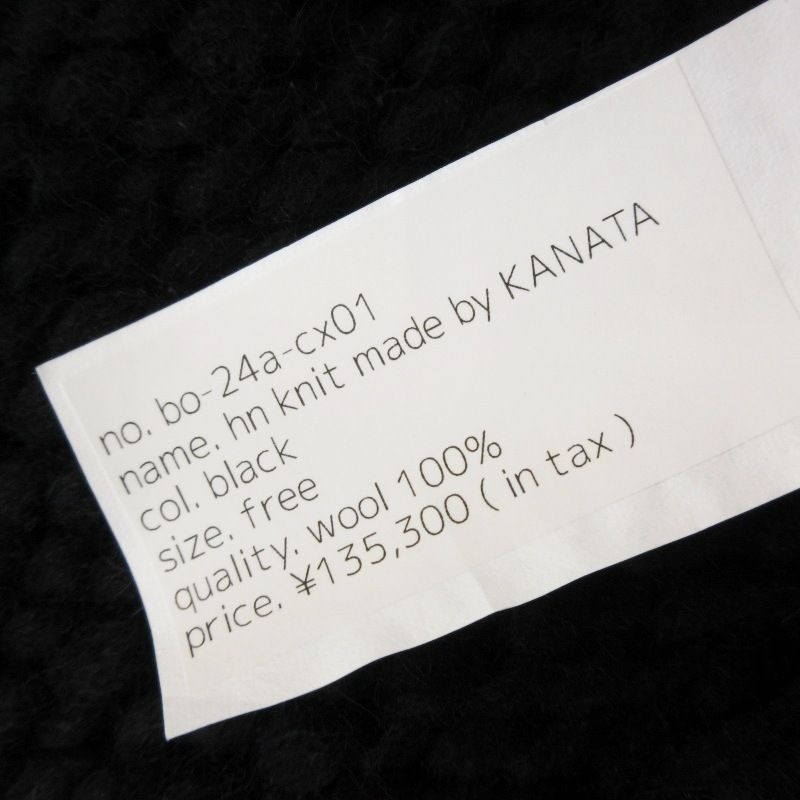 no. bo-24a-cx01
name. hn knit made by KANATA
col. black
size. free
quality. wool 100%
price. ¥135,300 ( in tax )